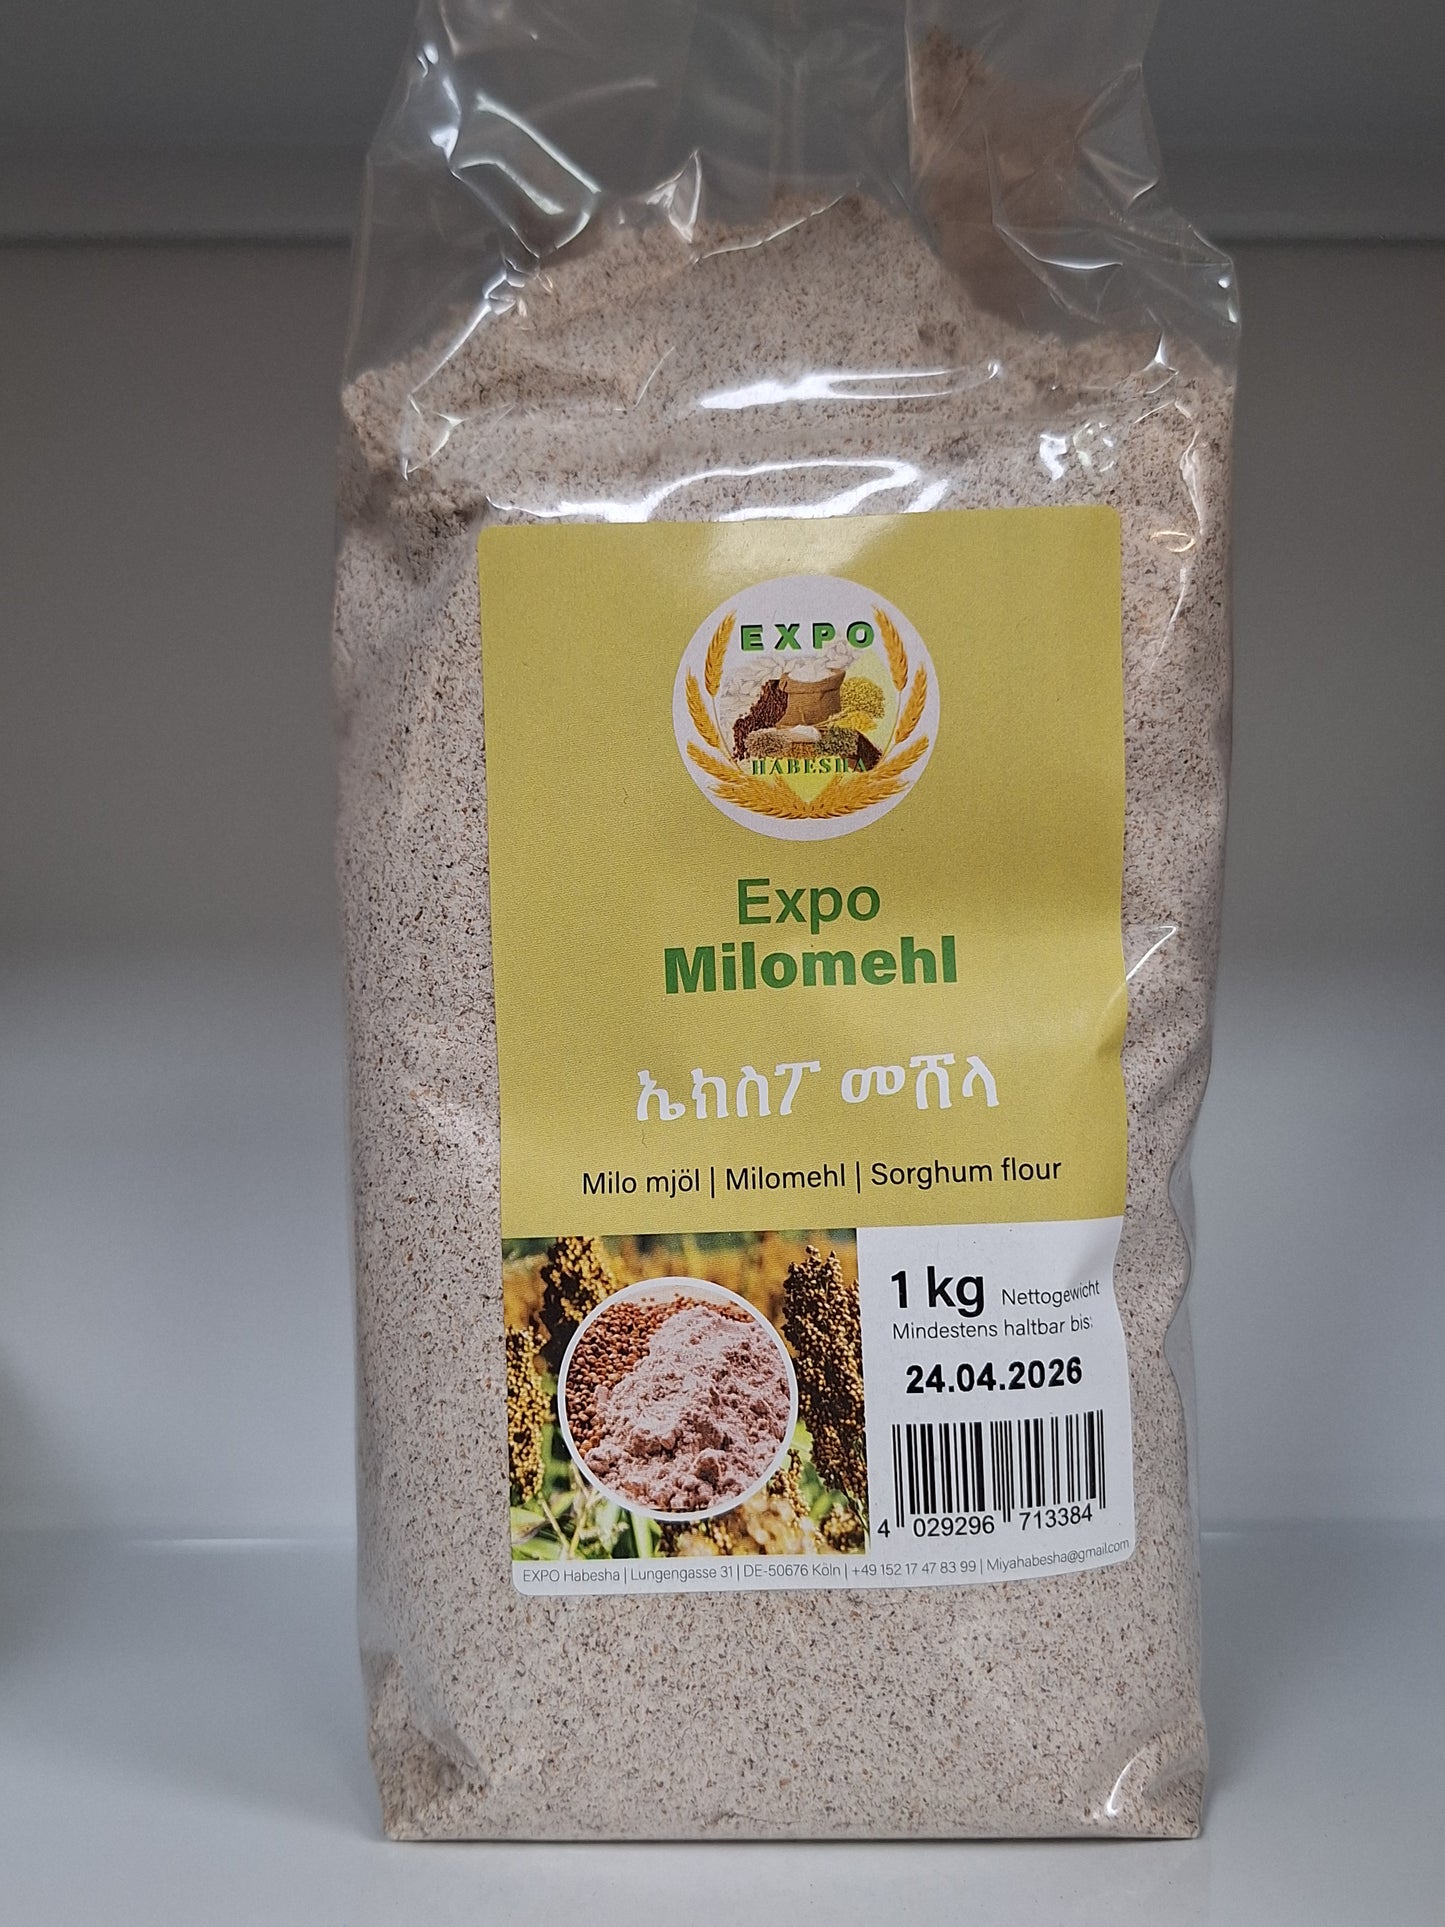 EXPO
HABESHA
Expo
Milomehl
ኤክስፖ መሸላ
Milo mjöl | Milomehl | Sorghum flour
1 kg Nettogewicht
Mindestens haltbar bis:
24.04.2026
4 029296 713384
EXPO Habesha | Lungengasse 31 | DE-50676 Köln | +49 152 17 47 83 99 | Miyahabesha@gmail.com